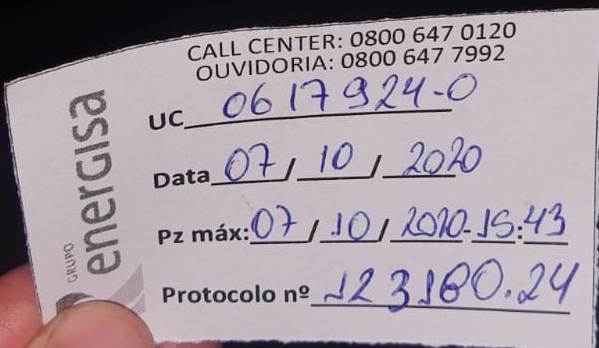 CALL CENTER: 0800 647 0120
OUVIDORIA: 0800 647 7992
GRUPO
energisa
UC 0617924-0
Data 07/10/2020
Pz máx: 07/10/2020-15:43
Protocolo nº 123180.24